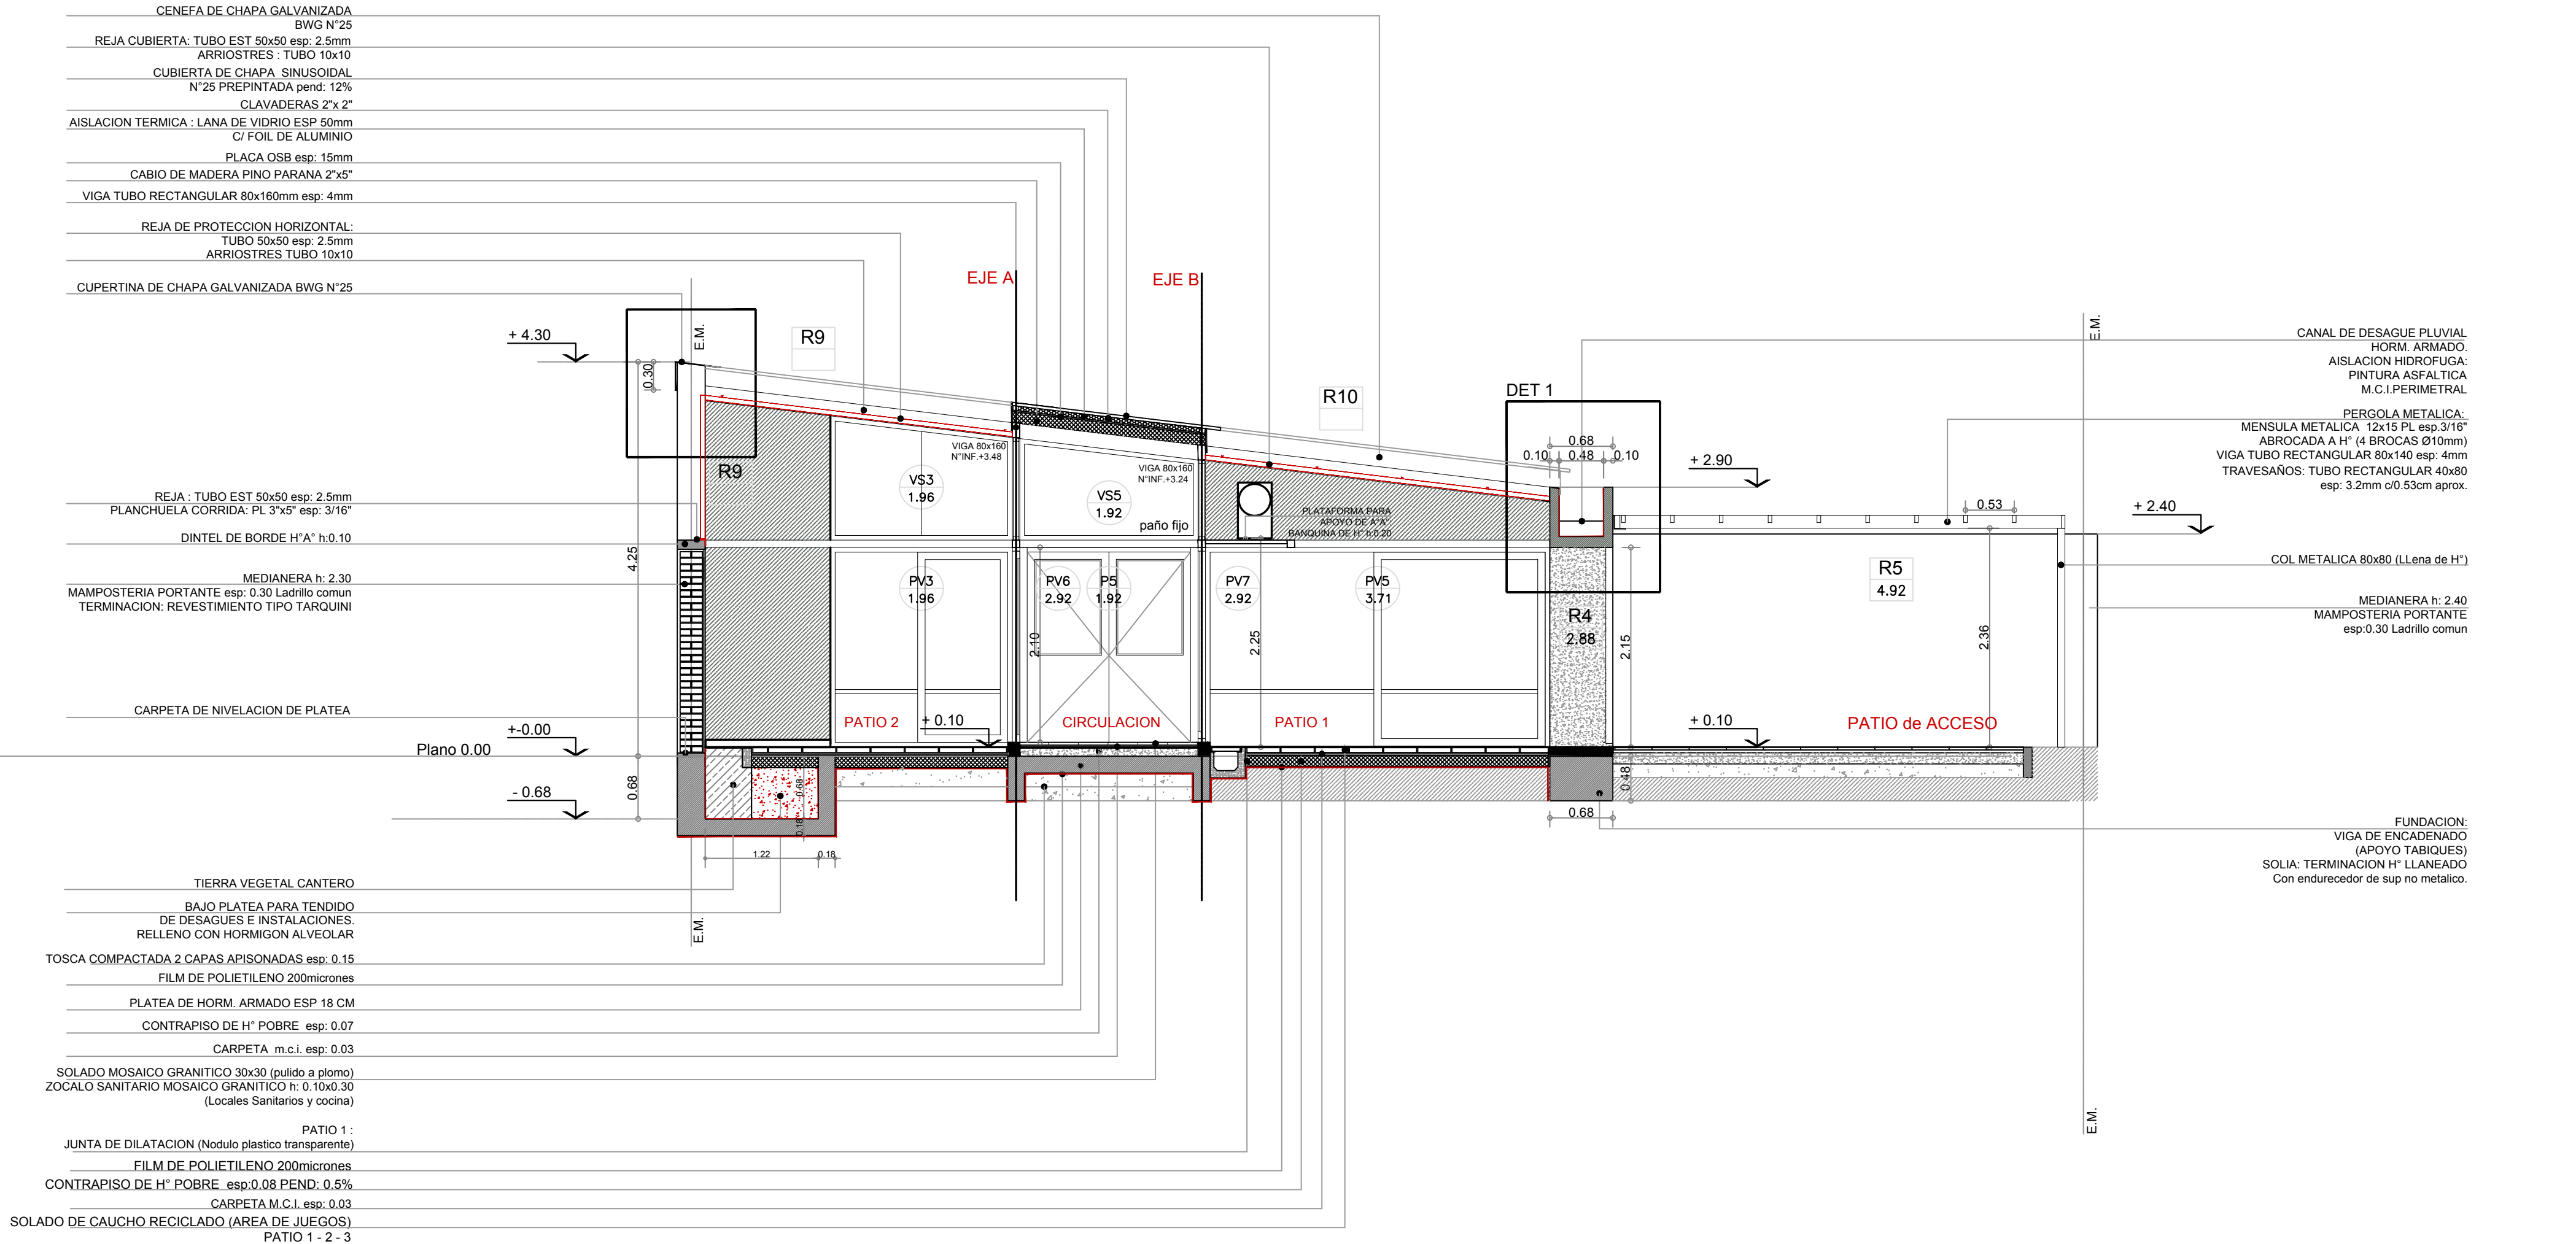 CENEFA DE CHAPA GALVANIZADA
BWG N°25
REJA CUBIERTA: TUBO EST 50x50 esp: 2.5mm
ARRIOSTRES : TUBO 10x10
CUBIERTA DE CHAPA SINUSOIDAL
N°25 PREPINTADA pend: 12%
CLAVADERAS 2"x 2"
AISLACION TERMICA : LANA DE VIDRIO ESP 50mm
C/ FOIL DE ALUMINIO
PLACA OSB esp: 15mm
CABIO DE MADERA PINO PARANA 2"x5"
VIGA TUBO RECTANGULAR 80x160mm esp: 4mm
REJA DE PROTECCION HORIZONTAL:
TUBO 50x50 esp: 2.5mm
ARRIOSTRES TUBO 10x10
CUPERTINA DE CHAPA GALVANIZADA BWG N°25
REJA : TUBO EST 50x50 esp: 2.5mm
PLANCHUELA CORRIDA: PL 3"x5" esp: 3/16"
DINTEL DE BORDE H°A° h:0.10
MEDIANERA h: 2.30
MAMPOSTERIA PORTANTE esp: 0.30 Ladrillo comun
TERMINACION: REVESTIMIENTO TIPO TARQUINI
CARPETA DE NIVELACION DE PLATEA
Plano 0.00
TIERRA VEGETAL CANTERO
BAJO PLATEA PARA TENDIDO
DE DESAGUES E INSTALACIONES.
RELLENO CON HORMIGON ALVEOLAR
TOSCA COMPACTADA 2 CAPAS APISONADAS esp: 0.15
FILM DE POLIETILENO 200micrones
PLATEA DE HORM. ARMADO ESP 18 CM
CONTRAPISO DE H° POBRE esp: 0.07
CARPETA m.c.i. esp: 0.03
SOLADO MOSAICO GRANITICO 30x30 (pulido a plomo)
ZOCALO SANITARIO MOSAICO GRANITICO h: 0.10x0.30
(Locales Sanitarios y cocina)
PATIO 1 :
JUNTA DE DILATACION (Nodulo plastico transparente)
FILM DE POLIETILENO 200micrones
CONTRAPISO DE H° POBRE esp:0.08 PEND: 0.5%
CARPETA M.C.I. esp: 0.03
SOLADO DE CAUCHO RECICLADO (AREA DE JUEGOS)
PATIO 1 - 2 - 3
+ 4.30
+-0.00
- 0.68
0.30
4.25
0.68
E.M.
R9
R9
EJE A
EJE B
VIGA 80x160
N°INF.+3.48
VIGA 80x160
N°INF.+3.24
VS3
1.96
VS5
1.92
paño fijo
PLATAFORMA PARA
APOYO DE A°A°:
BANQUINA DE H° h:0.20
R10
DET 1
0.68
0.10 0.48 0.10
+ 2.90
0.53
+ 2.40
PV3
1.96
PV6
2.92
P5
1.92
PV7
2.92
PV5
3.71
R4
2.88
R5
4.92
2.10
2.25
2.15
2.36
PATIO 2
+ 0.10
CIRCULACION
PATIO 1
+ 0.10
PATIO de ACCESO
0.68
0.18
0.48
0.68
1.22
0.18
E.M.
E.M.
E.M.
CANAL DE DESAGUE PLUVIAL
HORM. ARMADO.
AISLACION HIDROFUGA:
PINTURA ASFALTICA
M.C.I.PERIMETRAL
PERGOLA METALICA:
MENSULA METALICA 12x15 PL esp.3/16"
ABROCADA A H° (4 BROCAS Ø10mm)
VIGA TUBO RECTANGULAR 80x140 esp: 4mm
TRAVESAÑOS: TUBO RECTANGULAR 40x80
esp: 3.2mm c/0.53cm aprox.
COL METALICA 80x80 (LLena de H°)
MEDIANERA h: 2.40
MAMPOSTERIA PORTANTE
esp:0.30 Ladrillo comun
FUNDACION:
VIGA DE ENCADENADO
(APOYO TABIQUES)
SOLIA: TERMINACION H° LLANEADO
Con endurecedor de sup no metalico.